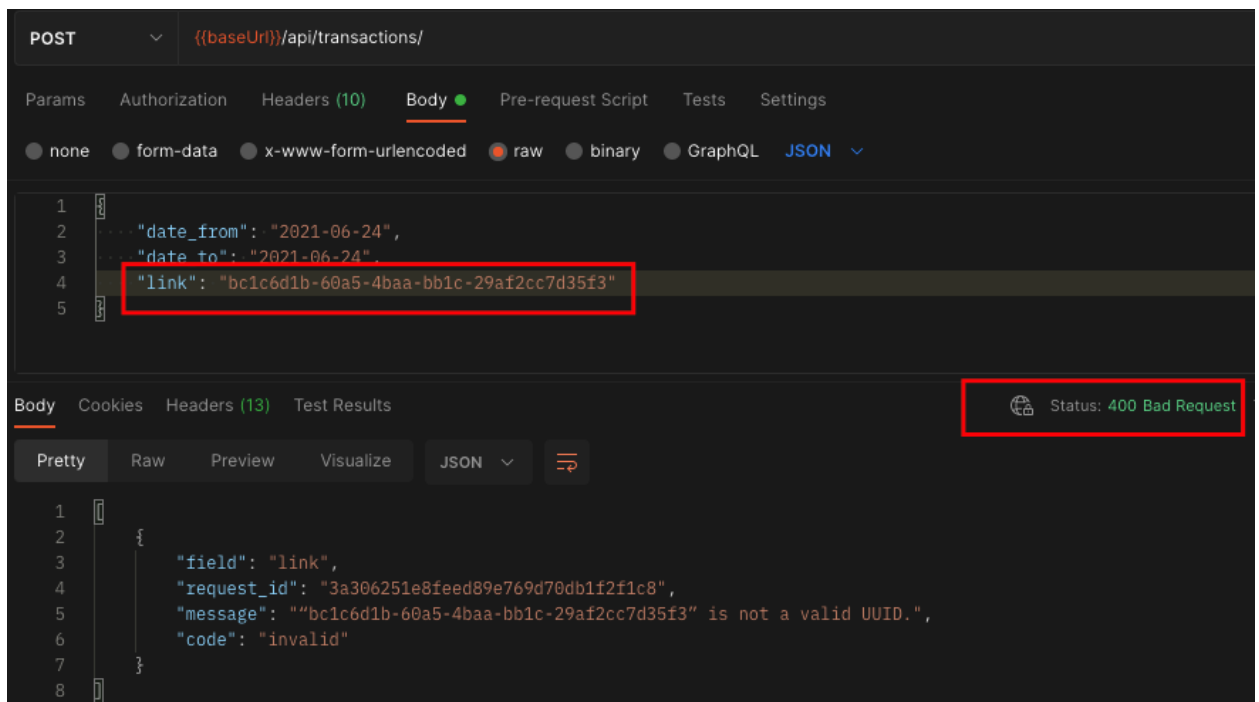 POST {{baseUrl}}/api/transactions/
Params Authorization Headers (10) Body Pre-request Script Tests Settings
none form-data x-www-form-urlencoded raw binary GraphQL JSON
1 {
2 "date_from": "2021-06-24",
3 "date_to": "2021-06-24",
4 "link": "bc1c6d1b-60a5-4baa-bb1c-29af2cc7d35f3"
5 }
Body Cookies Headers (13) Test Results Status: 400 Bad Request
Pretty Raw Preview Visualize JSON
1 [
2 {
3 "field": "link",
4 "request_id": "3a306251e8feed89e769d70db1f2f1c8",
5 "message": "“bc1c6d1b-60a5-4baa-bb1c-29af2cc7d35f3” is not a valid UUID.",
6 "code": "invalid"
7 }
8 ]